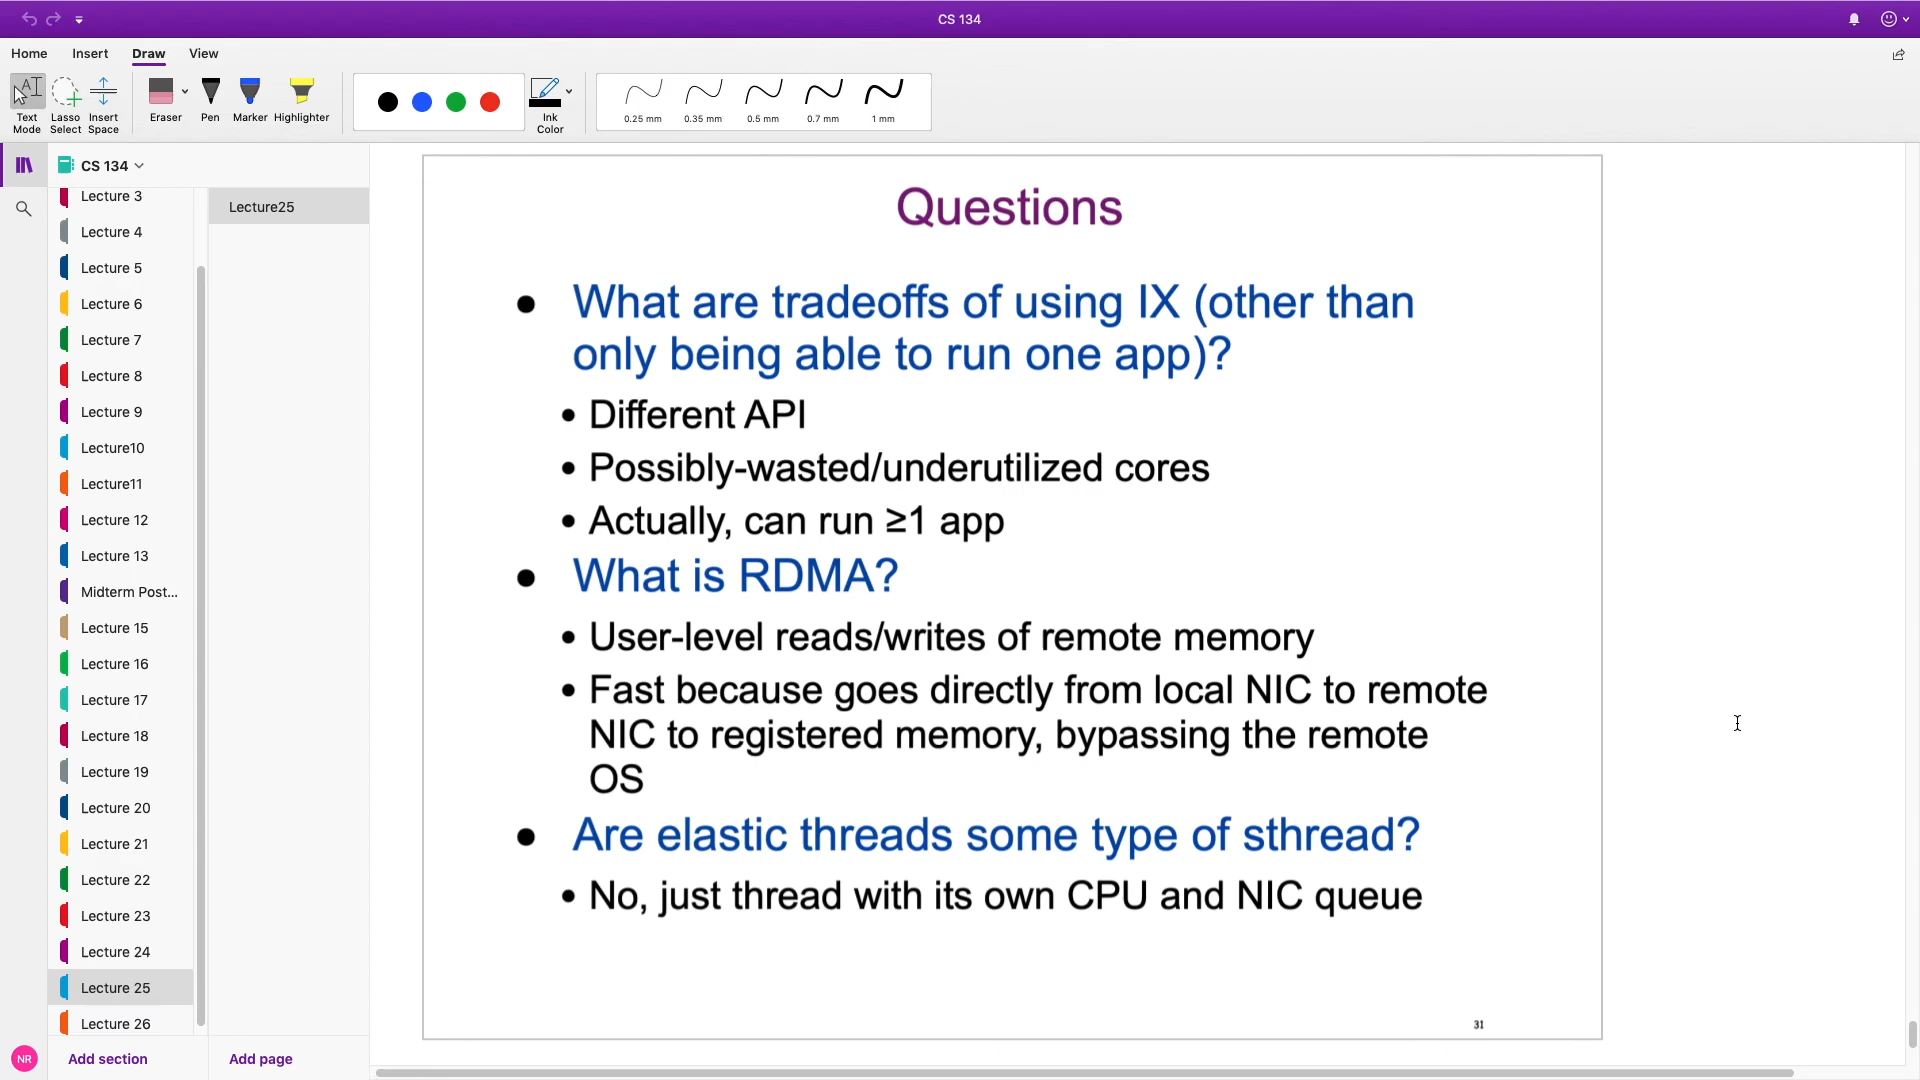 CS 134
Home Insert Draw View
Text Mode
Lasso Select
Insert Space
Eraser
Pen
Marker
Highlighter
Ink Color
0.25 mm
0.35 mm
0.5 mm
0.7 mm
1 mm
CS 134
Lecture 3
Lecture 4
Lecture 5
Lecture 6
Lecture 7
Lecture 8
Lecture 9
Lecture10
Lecture11
Lecture 12
Lecture 13
Midterm Post...
Lecture 15
Lecture 16
Lecture 17
Lecture 18
Lecture 19
Lecture 20
Lecture 21
Lecture 22
Lecture 23
Lecture 24
Lecture 25
Lecture 26
NR
Add section
Lecture25
Add page
Questions
• What are tradeoffs of using IX (other than
only being able to run one app)?
• Different API
• Possibly-wasted/underutilized cores
• Actually, can run ≥1 app
• What is RDMA?
• User-level reads/writes of remote memory
• Fast because goes directly from local NIC to remote
NIC to registered memory, bypassing the remote
OS
• Are elastic threads some type of sthread?
• No, just thread with its own CPU and NIC queue
31